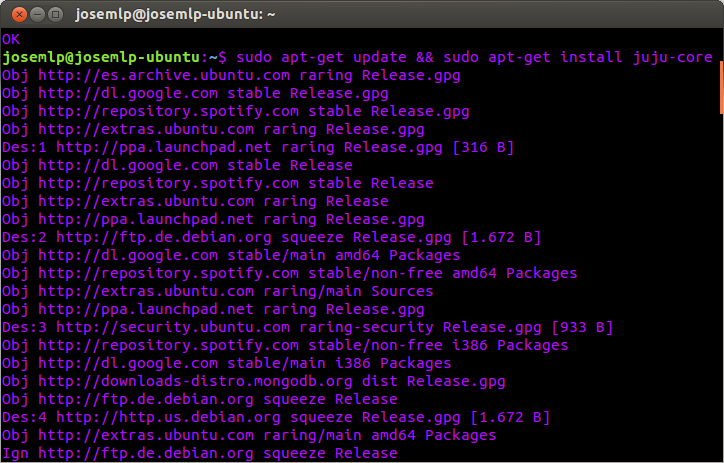 josemlp@josemlp-ubuntu: ~
OK
josemlp@josemlp-ubuntu:~$ sudo apt-get update && sudo apt-get install juju-core
Obj http://es.archive.ubuntu.com raring Release.gpg
Obj http://dl.google.com stable Release.gpg
Obj http://repository.spotify.com stable Release.gpg
Obj http://extras.ubuntu.com raring Release.gpg
Des:1 http://ppa.launchpad.net raring Release.gpg [316 B]
Obj http://dl.google.com stable Release
Obj http://repository.spotify.com stable Release
Obj http://extras.ubuntu.com raring Release
Obj http://ppa.launchpad.net raring Release.gpg
Des:2 http://ftp.de.debian.org squeeze Release.gpg [1.672 B]
Obj http://dl.google.com stable/main amd64 Packages
Obj http://repository.spotify.com stable/non-free amd64 Packages
Obj http://extras.ubuntu.com raring/main Sources
Obj http://ppa.launchpad.net raring Release.gpg
Des:3 http://security.ubuntu.com raring-security Release.gpg [933 B]
Obj http://repository.spotify.com stable/non-free i386 Packages
Obj http://dl.google.com stable/main i386 Packages
Obj http://downloads-distro.mongodb.org dist Release.gpg
Obj http://ftp.de.debian.org squeeze Release
Des:4 http://http.us.debian.org squeeze Release.gpg [1.672 B]
Obj http://extras.ubuntu.com raring/main amd64 Packages
Ign http://ftp.de.debian.org squeeze Release